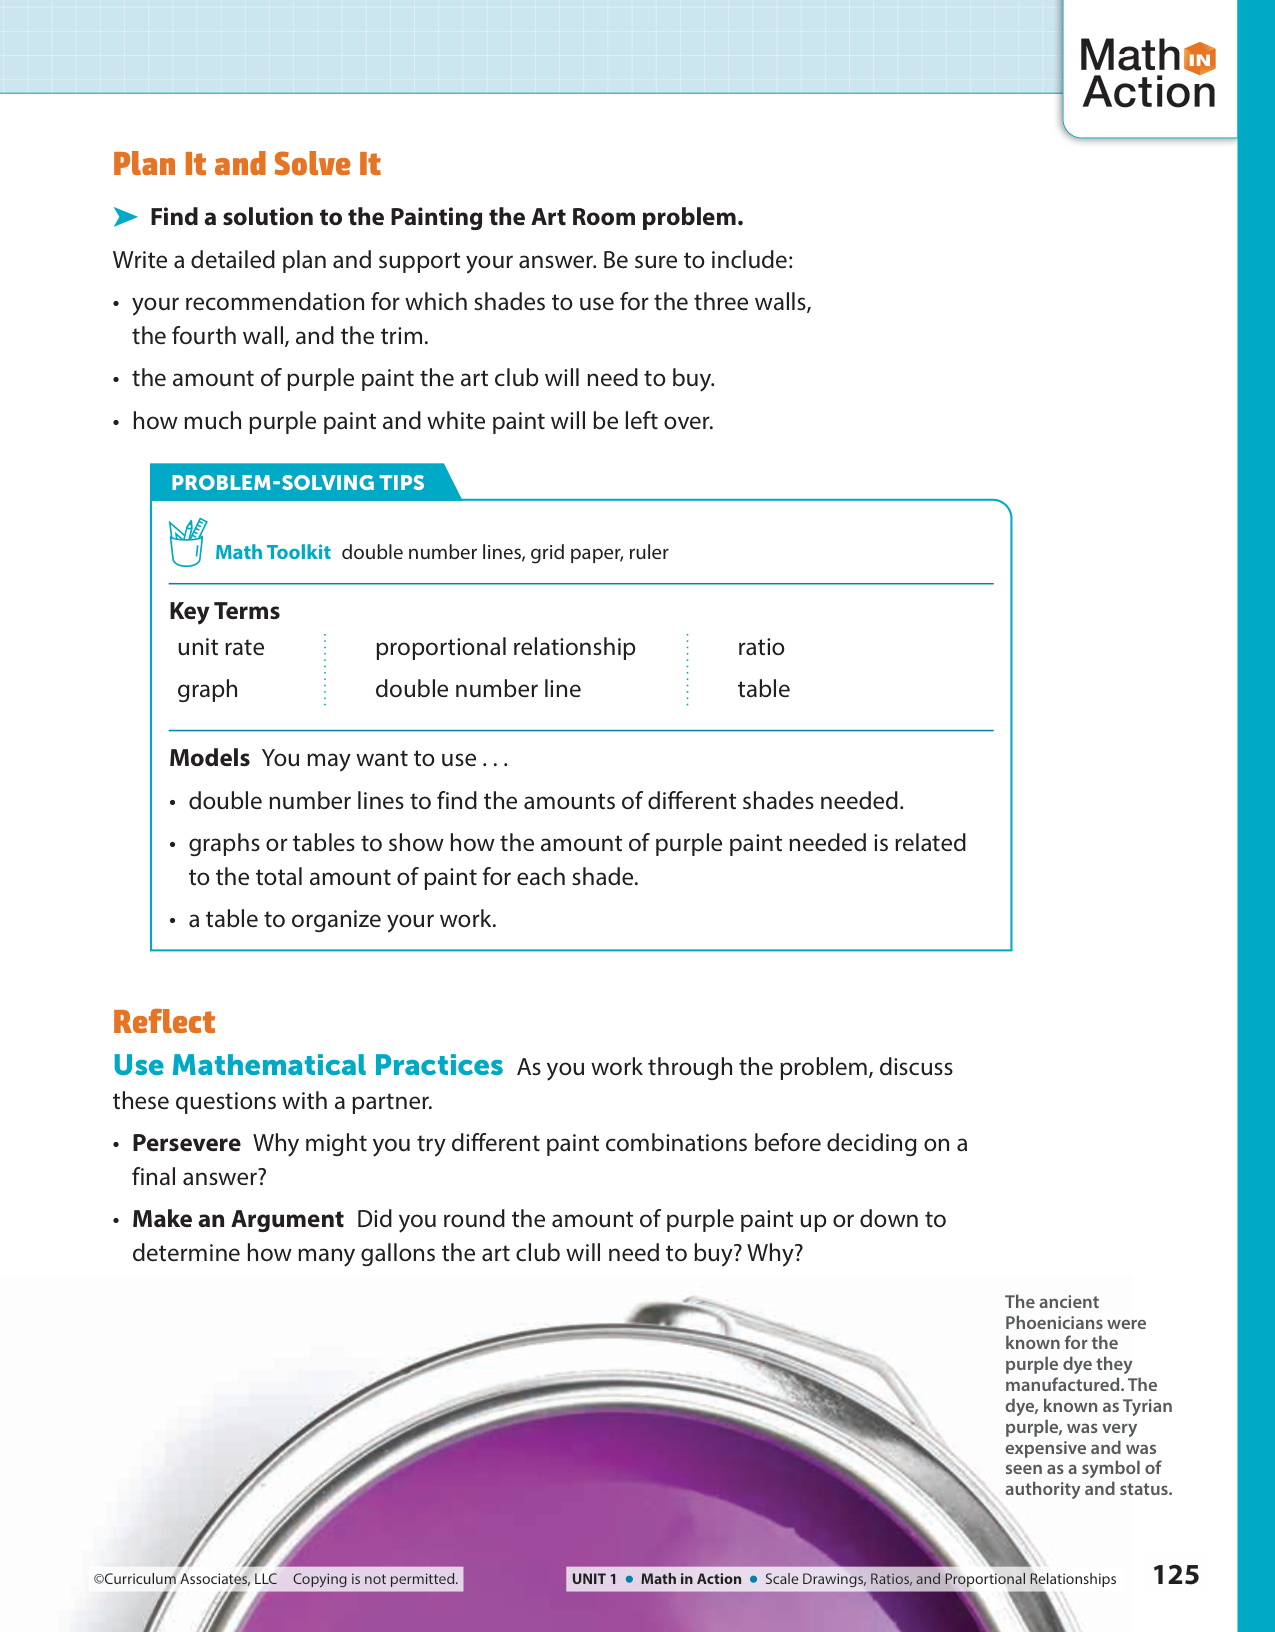 Math IN
Action
Plan It and Solve It
Find a solution to the Painting the Art Room problem.
Write a detailed plan and support your answer. Be sure to include:
• your recommendation for which shades to use for the three walls,
the fourth wall, and the trim.
• the amount of purple paint the art club will need to buy.
• how much purple paint and white paint will be left over.
PROBLEM-SOLVING TIPS
Math Toolkit double number lines, grid paper, ruler
Key Terms
unit rate proportional relationship ratio
graph double number line table
Models You may want to use . . .
• double number lines to find the amounts of different shades needed.
• graphs or tables to show how the amount of purple paint needed is related
to the total amount of paint for each shade.
• a table to organize your work.
Reflect
Use Mathematical Practices As you work through the problem, discuss
these questions with a partner.
• Persevere Why might you try different paint combinations before deciding on a
final answer?
• Make an Argument Did you round the amount of purple paint up or down to
determine how many gallons the art club will need to buy? Why?
The ancient
Phoenicians were
known for the
purple dye they
manufactured. The
dye, known as Tyrian
purple, was very
expensive and was
seen as a symbol of
authority and status.
©Curriculum Associates, LLC Copying is not permitted.
UNIT 1 • Math in Action • Scale Drawings, Ratios, and Proportional Relationships 125